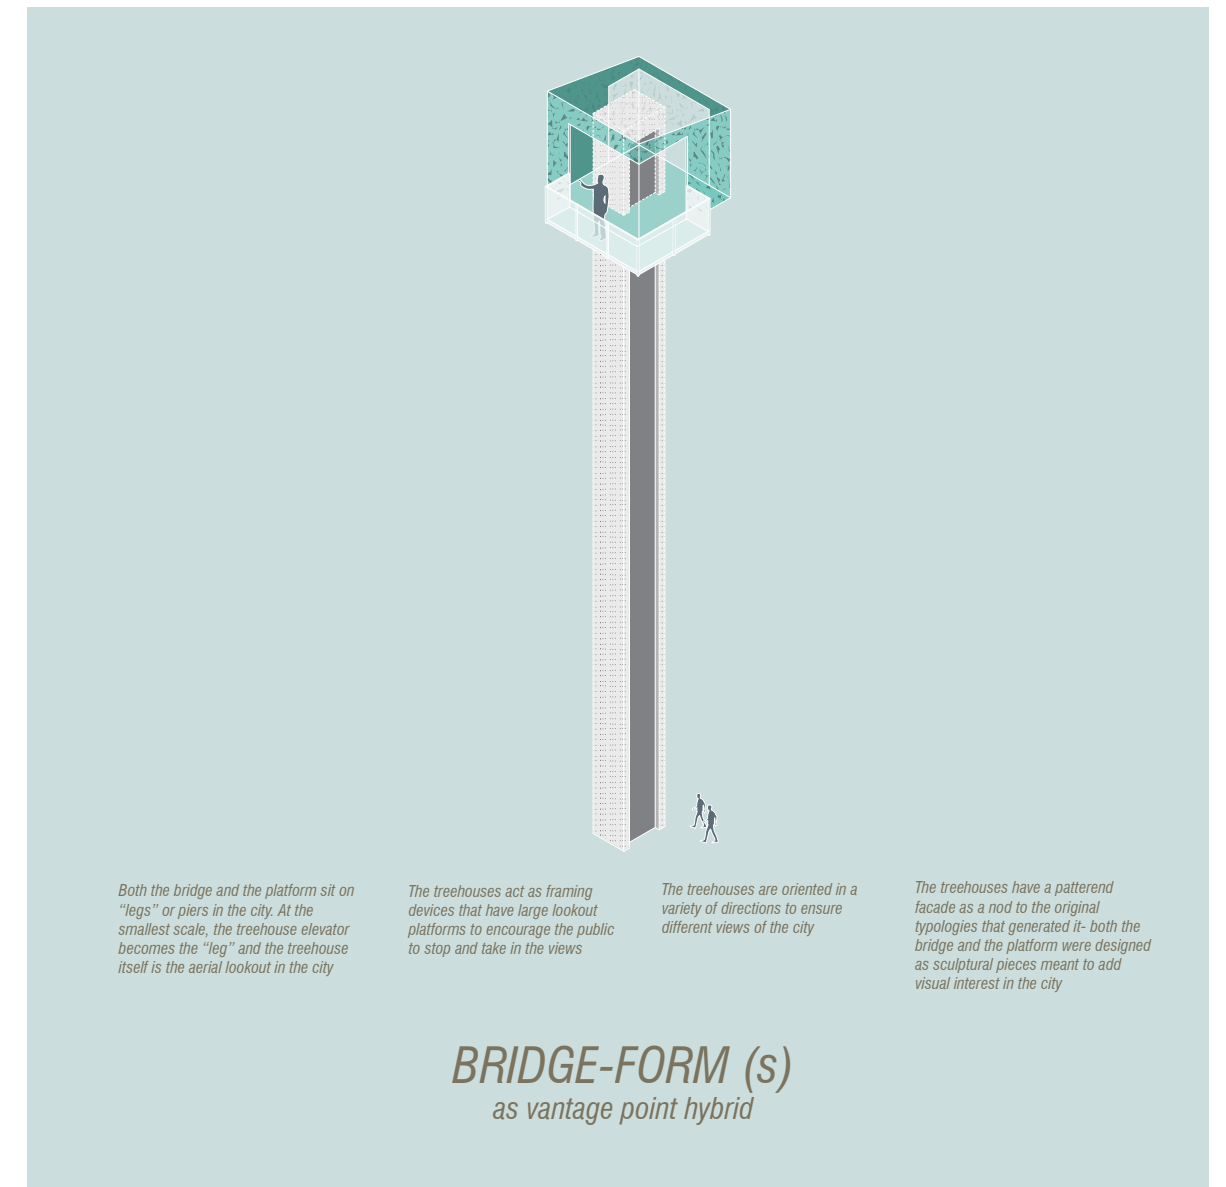 Both the bridge and the platform sit on
“legs” or piers in the city. At the
smallest scale, the treehouse elevator
becomes the “leg” and the treehouse
itself is the aerial lookout in the city
The treehouses act as framing
devices that have large lookout
platforms to encourage the public
to stop and take in the views
The treehouses are oriented in a
variety of directions to ensure
different views of the city
The treehouses have a patterend
facade as a nod to the original
typologies that generated it- both the
bridge and the platform were designed
as sculptural pieces meant to add
visual interest in the city
BRIDGE-FORM (s)
as vantage point hybrid